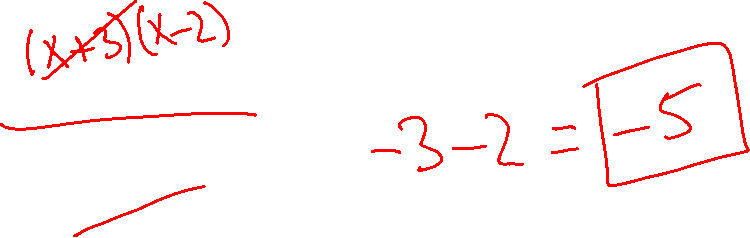 (x+3)(x-2)
-3-2 = -5